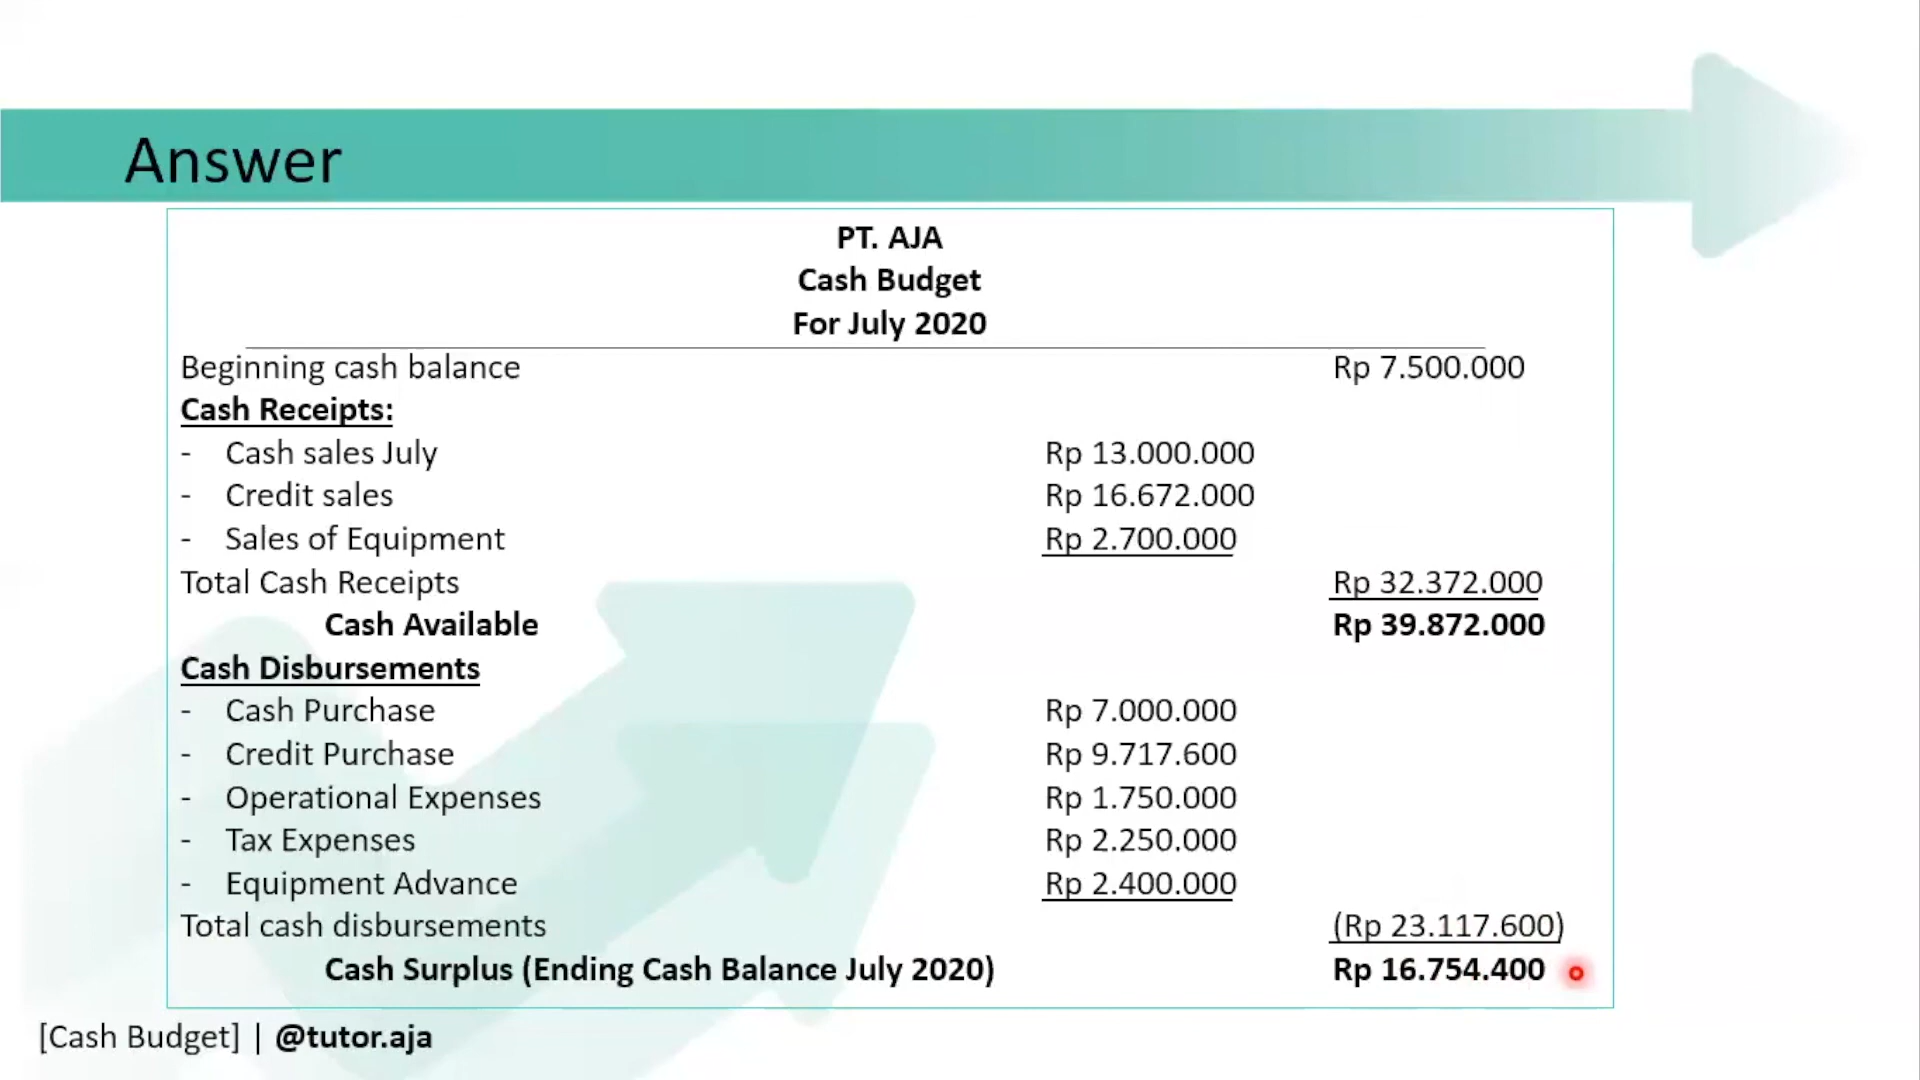 Answer
PT. AJA
Cash Budget
For July 2020
Beginning cash balance Rp 7.500.000
Cash Receipts:
- Cash sales July Rp 13.000.000
- Credit sales Rp 16.672.000
- Sales of Equipment Rp 2.700.000
Total Cash Receipts Rp 32.372.000
Cash Available Rp 39.872.000
Cash Disbursements
- Cash Purchase Rp 7.000.000
- Credit Purchase Rp 9.717.600
- Operational Expenses Rp 1.750.000
- Tax Expenses Rp 2.250.000
- Equipment Advance Rp 2.400.000
Total cash disbursements (Rp 23.117.600)
Cash Surplus (Ending Cash Balance July 2020) Rp 16.754.400
[Cash Budget] | @tutor.aja